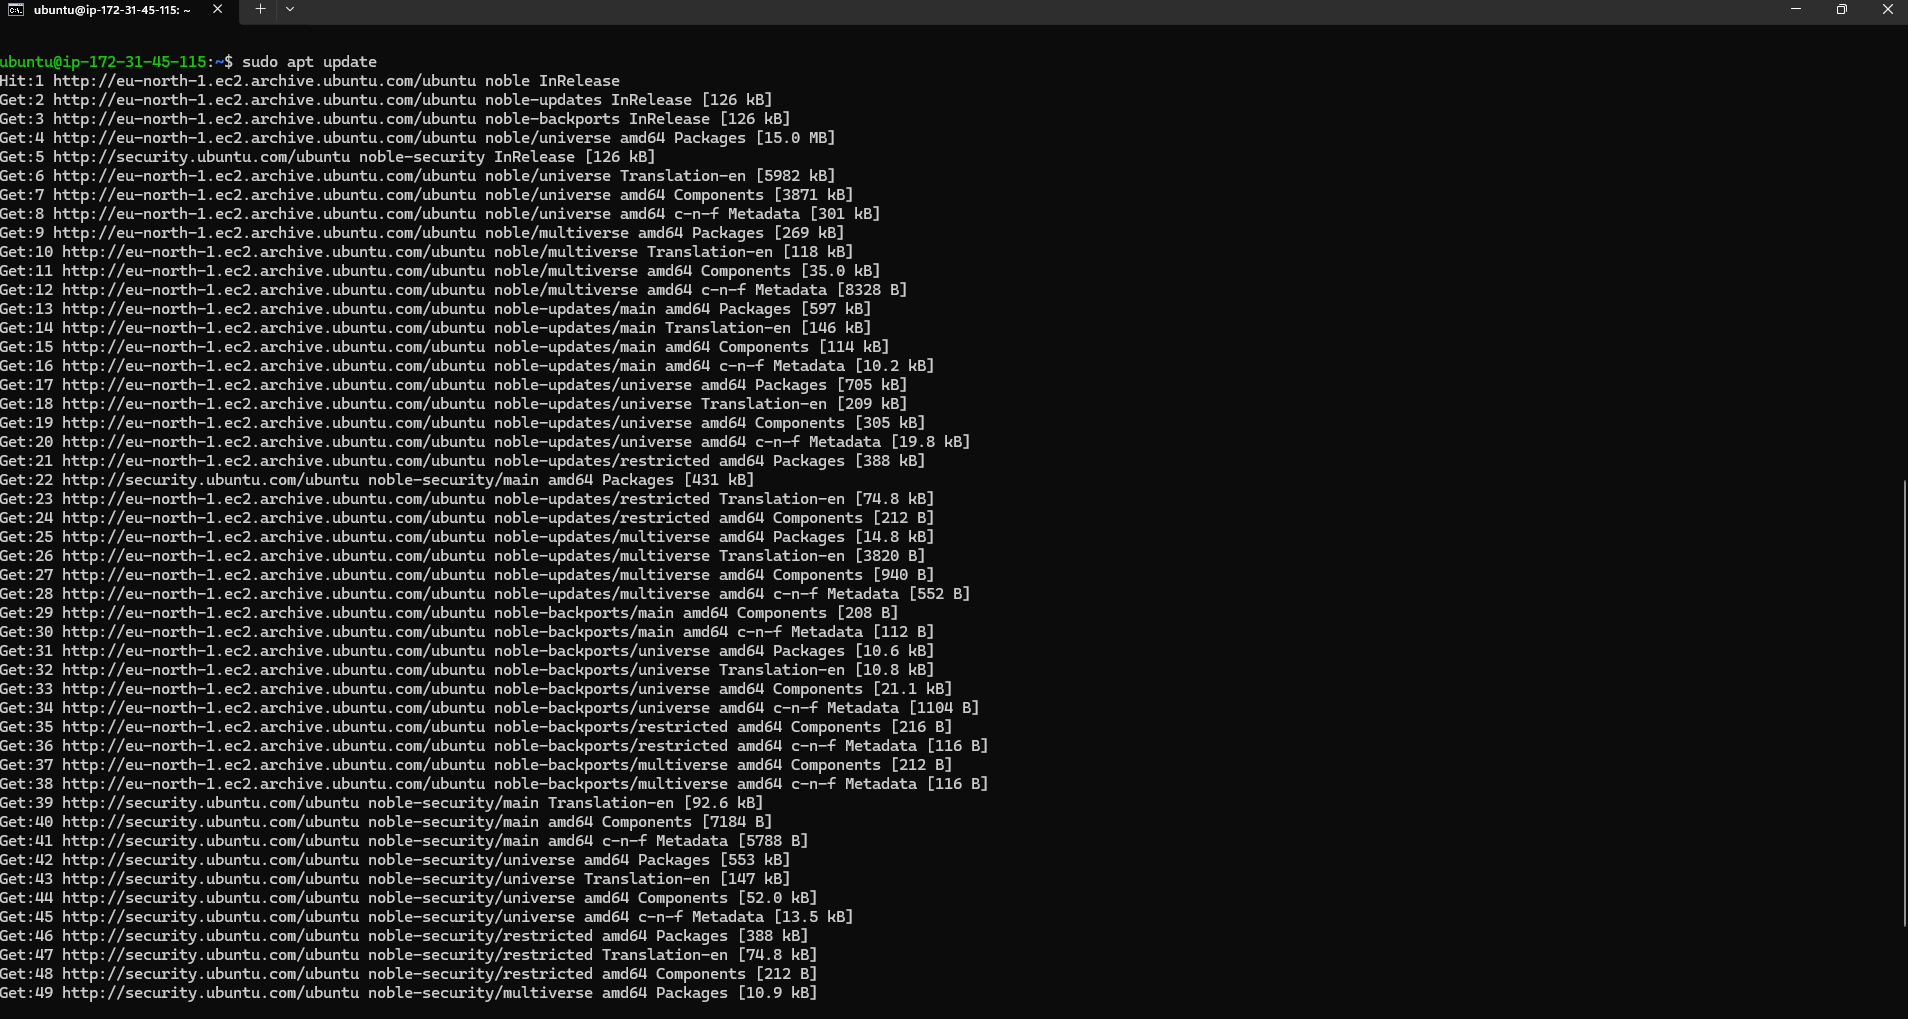 ubuntu@ip-172-31-45-115: ~
ubuntu@ip-172-31-45-115:~$ sudo apt update
Hit:1 http://eu-north-1.ec2.archive.ubuntu.com/ubuntu noble InRelease
Get:2 http://eu-north-1.ec2.archive.ubuntu.com/ubuntu noble-updates InRelease [126 kB]
Get:3 http://eu-north-1.ec2.archive.ubuntu.com/ubuntu noble-backports InRelease [126 kB]
Get:4 http://eu-north-1.ec2.archive.ubuntu.com/ubuntu noble/universe amd64 Packages [15.0 MB]
Get:5 http://security.ubuntu.com/ubuntu noble-security InRelease [126 kB]
Get:6 http://eu-north-1.ec2.archive.ubuntu.com/ubuntu noble/universe Translation-en [5982 kB]
Get:7 http://eu-north-1.ec2.archive.ubuntu.com/ubuntu noble/universe amd64 Components [3871 kB]
Get:8 http://eu-north-1.ec2.archive.ubuntu.com/ubuntu noble/universe amd64 c-n-f Metadata [301 kB]
Get:9 http://eu-north-1.ec2.archive.ubuntu.com/ubuntu noble/multiverse amd64 Packages [269 kB]
Get:10 http://eu-north-1.ec2.archive.ubuntu.com/ubuntu noble/multiverse Translation-en [118 kB]
Get:11 http://eu-north-1.ec2.archive.ubuntu.com/ubuntu noble/multiverse amd64 Components [35.0 kB]
Get:12 http://eu-north-1.ec2.archive.ubuntu.com/ubuntu noble/multiverse amd64 c-n-f Metadata [8328 B]
Get:13 http://eu-north-1.ec2.archive.ubuntu.com/ubuntu noble-updates/main amd64 Packages [597 kB]
Get:14 http://eu-north-1.ec2.archive.ubuntu.com/ubuntu noble-updates/main Translation-en [146 kB]
Get:15 http://eu-north-1.ec2.archive.ubuntu.com/ubuntu noble-updates/main amd64 Components [114 kB]
Get:16 http://eu-north-1.ec2.archive.ubuntu.com/ubuntu noble-updates/main amd64 c-n-f Metadata [10.2 kB]
Get:17 http://eu-north-1.ec2.archive.ubuntu.com/ubuntu noble-updates/universe amd64 Packages [705 kB]
Get:18 http://eu-north-1.ec2.archive.ubuntu.com/ubuntu noble-updates/universe Translation-en [209 kB]
Get:19 http://eu-north-1.ec2.archive.ubuntu.com/ubuntu noble-updates/universe amd64 Components [305 kB]
Get:20 http://eu-north-1.ec2.archive.ubuntu.com/ubuntu noble-updates/universe amd64 c-n-f Metadata [19.8 kB]
Get:21 http://eu-north-1.ec2.archive.ubuntu.com/ubuntu noble-updates/restricted amd64 Packages [388 kB]
Get:22 http://security.ubuntu.com/ubuntu noble-security/main amd64 Packages [431 kB]
Get:23 http://eu-north-1.ec2.archive.ubuntu.com/ubuntu noble-updates/restricted Translation-en [74.8 kB]
Get:24 http://eu-north-1.ec2.archive.ubuntu.com/ubuntu noble-updates/restricted amd64 Components [212 B]
Get:25 http://eu-north-1.ec2.archive.ubuntu.com/ubuntu noble-updates/multiverse amd64 Packages [14.8 kB]
Get:26 http://eu-north-1.ec2.archive.ubuntu.com/ubuntu noble-updates/multiverse Translation-en [3820 B]
Get:27 http://eu-north-1.ec2.archive.ubuntu.com/ubuntu noble-updates/multiverse amd64 Components [940 B]
Get:28 http://eu-north-1.ec2.archive.ubuntu.com/ubuntu noble-updates/multiverse amd64 c-n-f Metadata [552 B]
Get:29 http://eu-north-1.ec2.archive.ubuntu.com/ubuntu noble-backports/main amd64 Components [208 B]
Get:30 http://eu-north-1.ec2.archive.ubuntu.com/ubuntu noble-backports/main amd64 c-n-f Metadata [112 B]
Get:31 http://eu-north-1.ec2.archive.ubuntu.com/ubuntu noble-backports/universe amd64 Packages [10.6 kB]
Get:32 http://eu-north-1.ec2.archive.ubuntu.com/ubuntu noble-backports/universe Translation-en [10.8 kB]
Get:33 http://eu-north-1.ec2.archive.ubuntu.com/ubuntu noble-backports/universe amd64 Components [21.1 kB]
Get:34 http://eu-north-1.ec2.archive.ubuntu.com/ubuntu noble-backports/universe amd64 c-n-f Metadata [1104 B]
Get:35 http://eu-north-1.ec2.archive.ubuntu.com/ubuntu noble-backports/restricted amd64 Components [216 B]
Get:36 http://eu-north-1.ec2.archive.ubuntu.com/ubuntu noble-backports/restricted amd64 c-n-f Metadata [116 B]
Get:37 http://eu-north-1.ec2.archive.ubuntu.com/ubuntu noble-backports/multiverse amd64 Components [212 B]
Get:38 http://eu-north-1.ec2.archive.ubuntu.com/ubuntu noble-backports/multiverse amd64 c-n-f Metadata [116 B]
Get:39 http://security.ubuntu.com/ubuntu noble-security/main Translation-en [92.6 kB]
Get:40 http://security.ubuntu.com/ubuntu noble-security/main amd64 Components [7184 B]
Get:41 http://security.ubuntu.com/ubuntu noble-security/main amd64 c-n-f Metadata [5788 B]
Get:42 http://security.ubuntu.com/ubuntu noble-security/universe amd64 Packages [553 kB]
Get:43 http://security.ubuntu.com/ubuntu noble-security/universe Translation-en [147 kB]
Get:44 http://security.ubuntu.com/ubuntu noble-security/universe amd64 Components [52.0 kB]
Get:45 http://security.ubuntu.com/ubuntu noble-security/universe amd64 c-n-f Metadata [13.5 kB]
Get:46 http://security.ubuntu.com/ubuntu noble-security/restricted amd64 Packages [388 kB]
Get:47 http://security.ubuntu.com/ubuntu noble-security/restricted Translation-en [74.8 kB]
Get:48 http://security.ubuntu.com/ubuntu noble-security/restricted amd64 Components [212 B]
Get:49 http://security.ubuntu.com/ubuntu noble-security/multiverse amd64 Packages [10.9 kB]